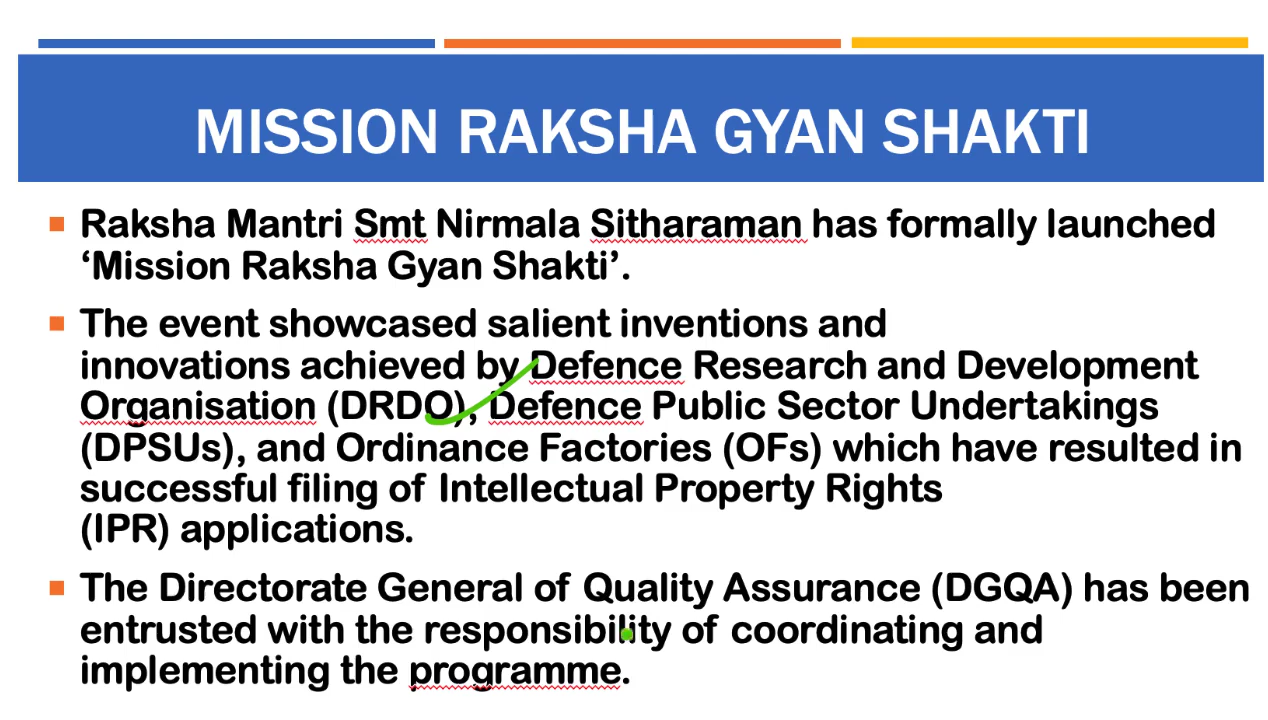 MISSION RAKSHA GYAN SHAKTI
Raksha Mantri Smt Nirmala Sitharaman has formally launched
‘Mission Raksha Gyan Shakti’.
The event showcased salient inventions and
innovations achieved by Defence Research and Development
Organisation (DRDO), Defence Public Sector Undertakings
(DPSUs), and Ordinance Factories (OFs) which have resulted in
successful filing of Intellectual Property Rights
(IPR) applications.
The Directorate General of Quality Assurance (DGQA) has been
entrusted with the responsibility of coordinating and
implementing the programme.